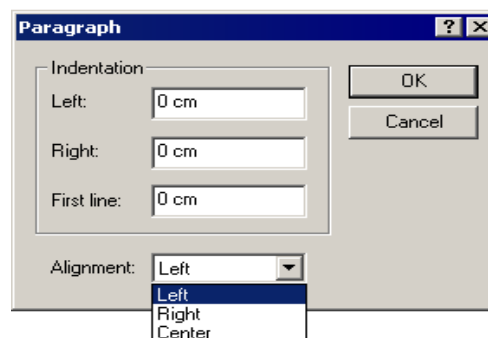 Paragraph
Indentation
Left: 0 cm
OK
Cancel
Right: 0 cm
First line: 0 cm
Alignment: Left
Left
Right
Center